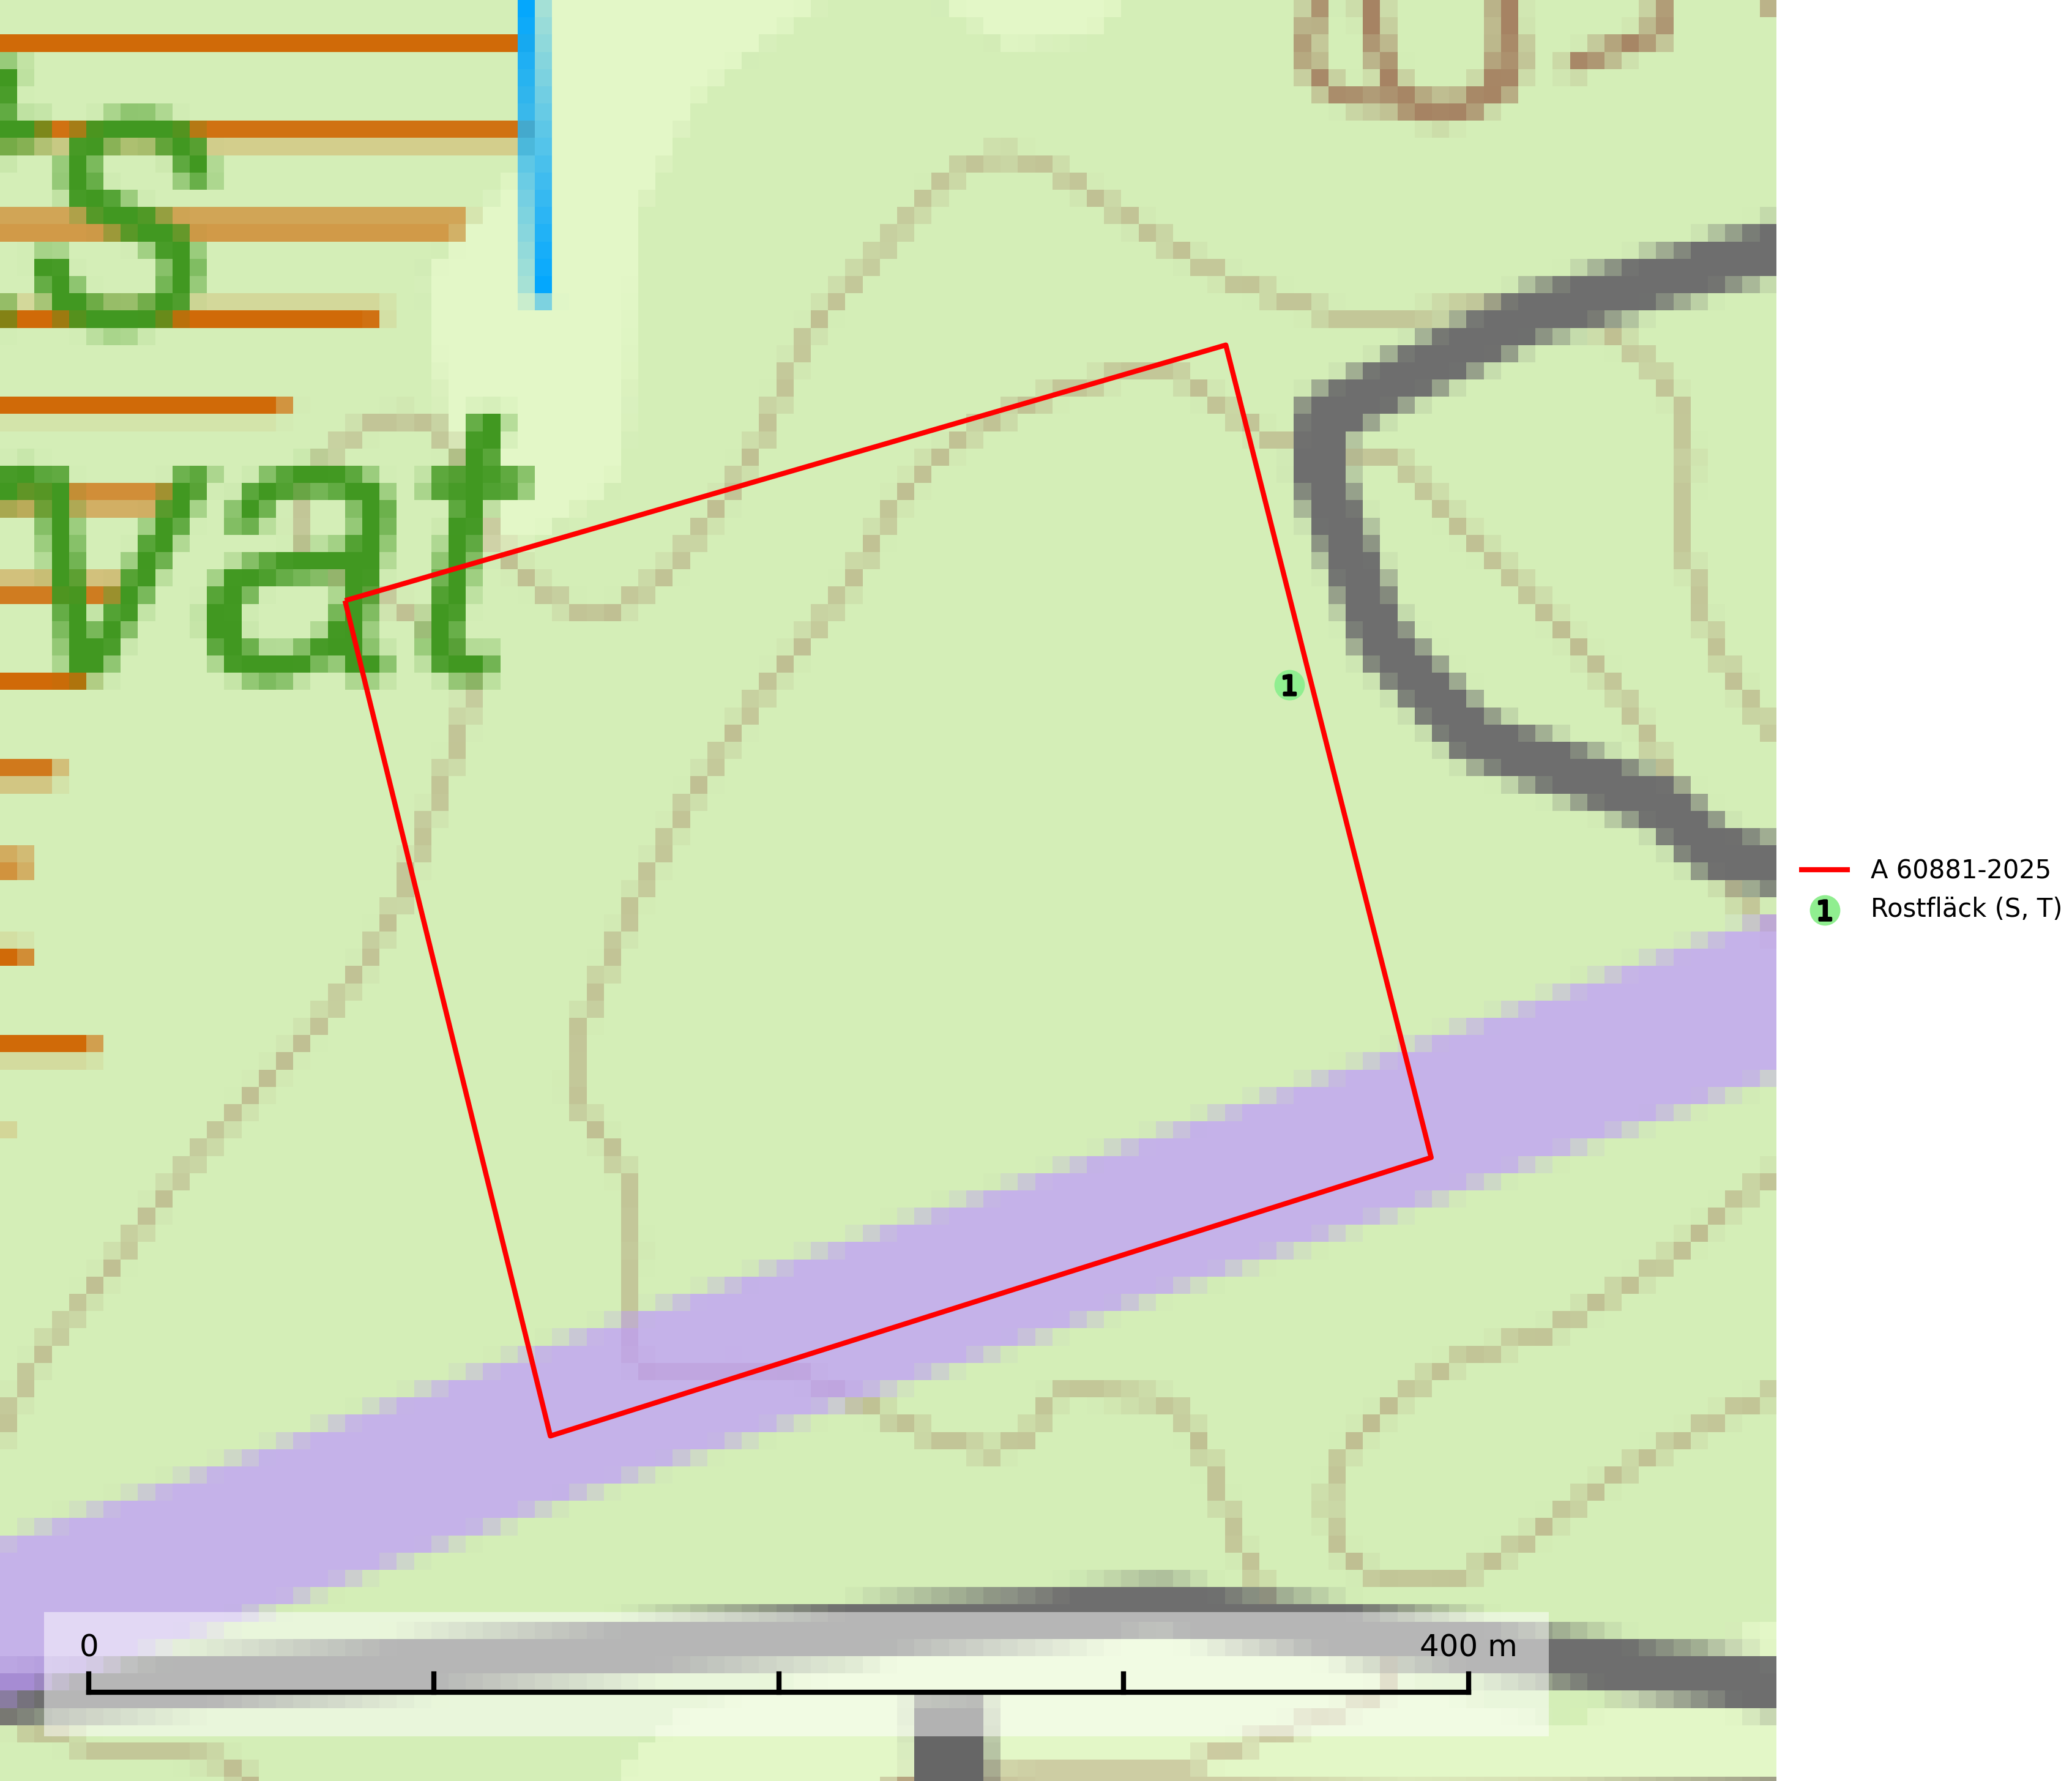 s
vat
1
A 60881-2025
1 Rostfläck (S, T)
0 400 m